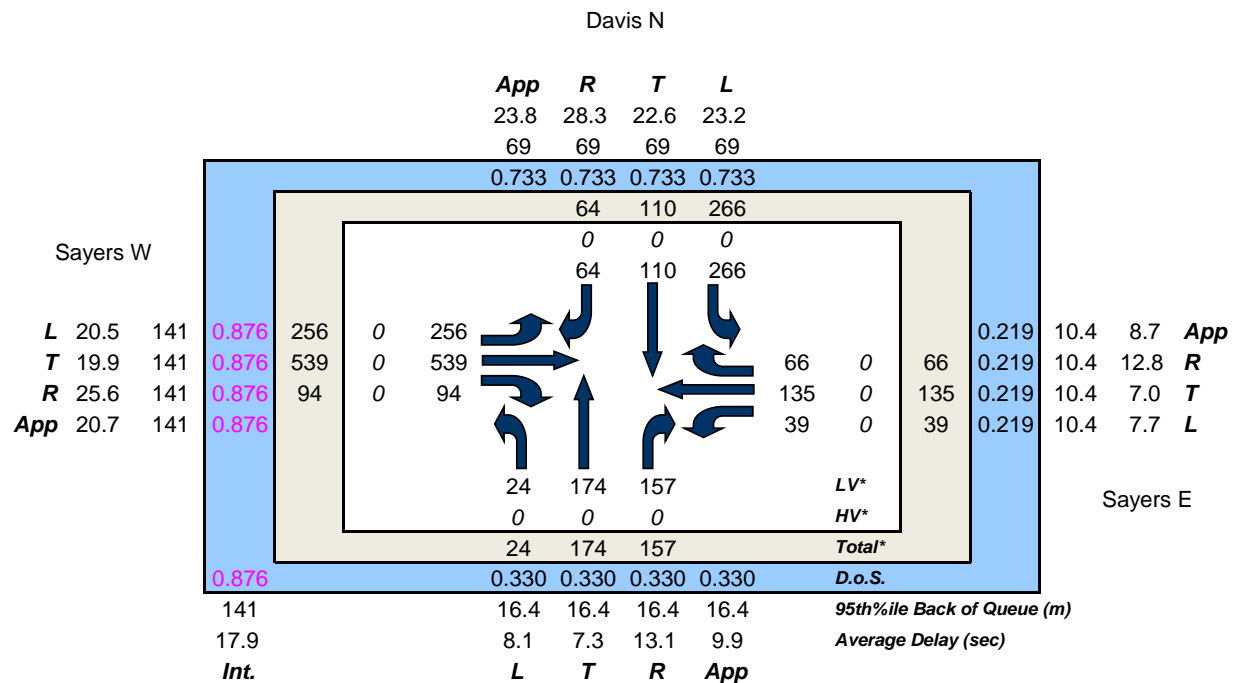 Davis N
App R T L
23.8 28.3 22.6 23.2
69 69 69 69
0.733 0.733 0.733 0.733
64 110 266
0 0 0
64 110 266
Sayers W
L 20.5 141 0.876 256 0 256
T 19.9 141 0.876 539 0 539
R 25.6 141 0.876 94 0 94
App 20.7 141 0.876
0.219 10.4 8.7 App
66 0 66 0.219 10.4 12.8 R
135 0 135 0.219 10.4 7.0 T
39 0 39 0.219 10.4 7.7 L
Sayers E
24 174 157 LV*
0 0 0 HV*
24 174 157 Total*
0.876 0.330 0.330 0.330 0.330 D.o.S.
141 16.4 16.4 16.4 16.4 95th%ile Back of Queue (m)
17.9 8.1 7.3 13.1 9.9 Average Delay (sec)
Int. L T R App